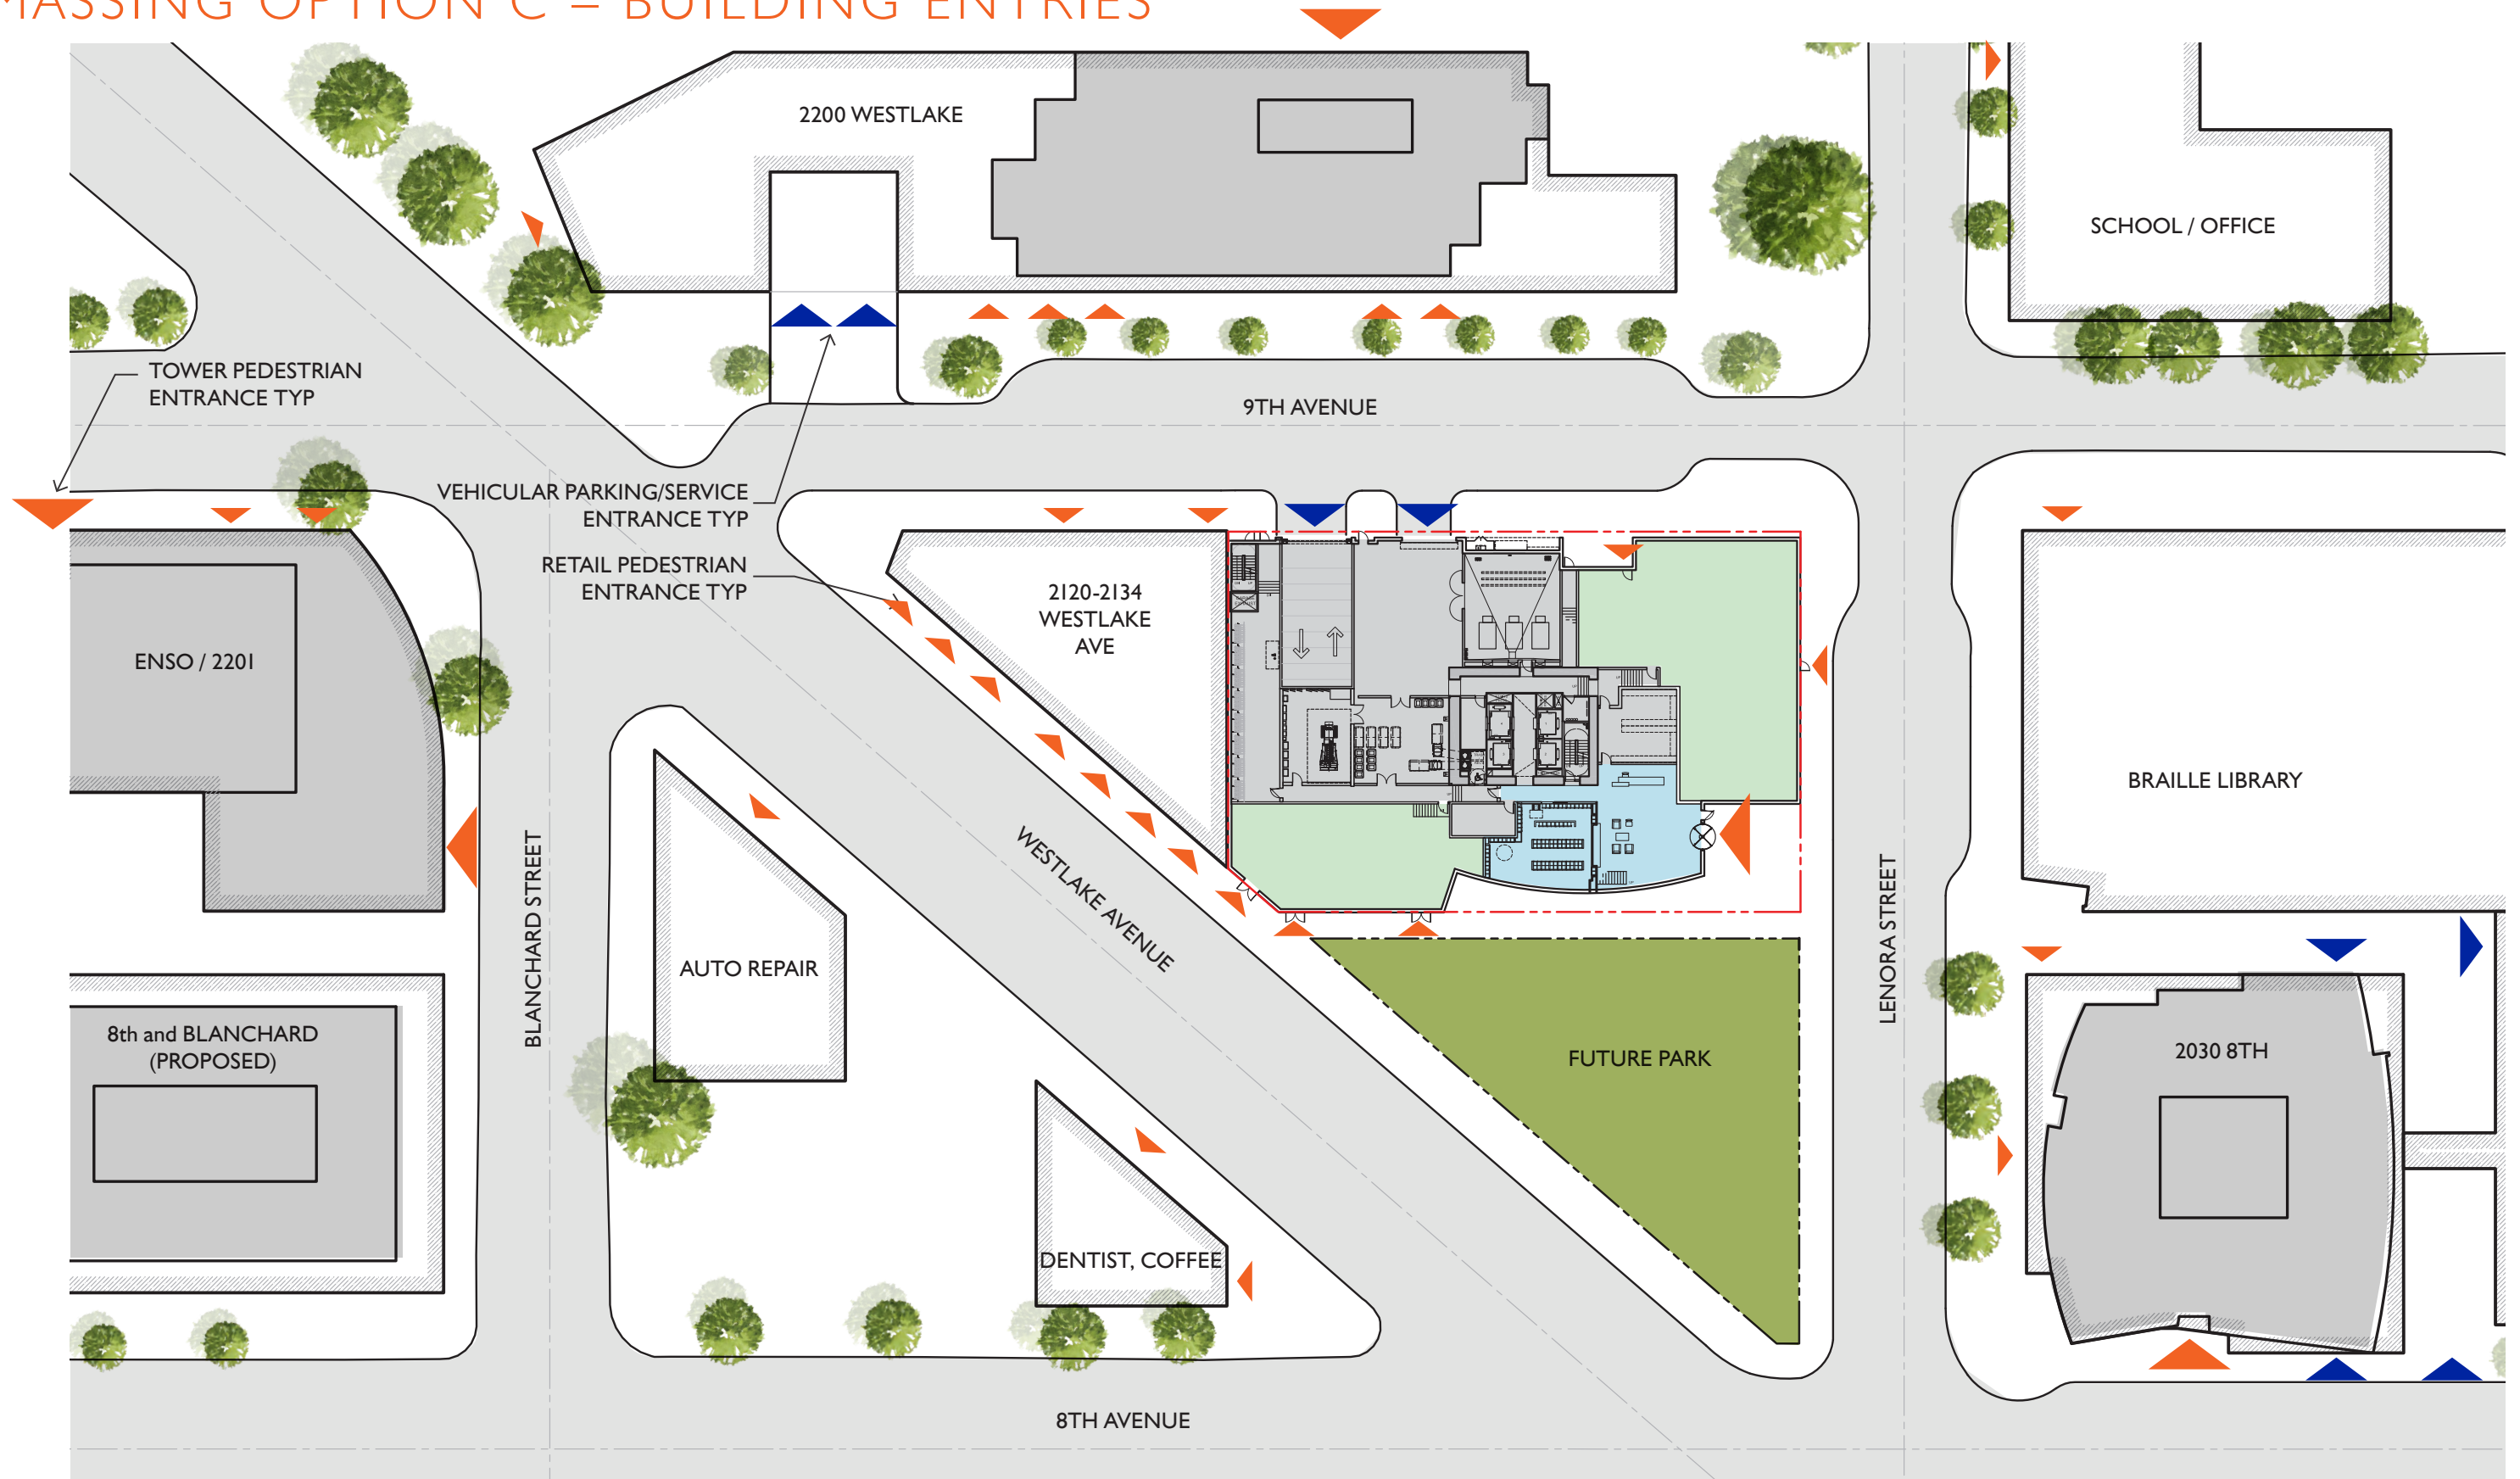 MASSING OPTION C – BUILDING ENTRIES
2200 WESTLAKE
SCHOOL / OFFICE
TOWER PEDESTRIAN
ENTRANCE TYP
9TH AVENUE
VEHICULAR PARKING/SERVICE
ENTRANCE TYP
RETAIL PEDESTRIAN
ENTRANCE TYP
2120-2134
WESTLAKE
AVE
ENSO / 2201
BRAILLE LIBRARY
BLANCHARD STREET
WESTLAKE AVENUE
LENORA STREET
AUTO REPAIR
8th and BLANCHARD
(PROPOSED)
FUTURE PARK
2030 8TH
DENTIST, COFFEE
8TH AVENUE